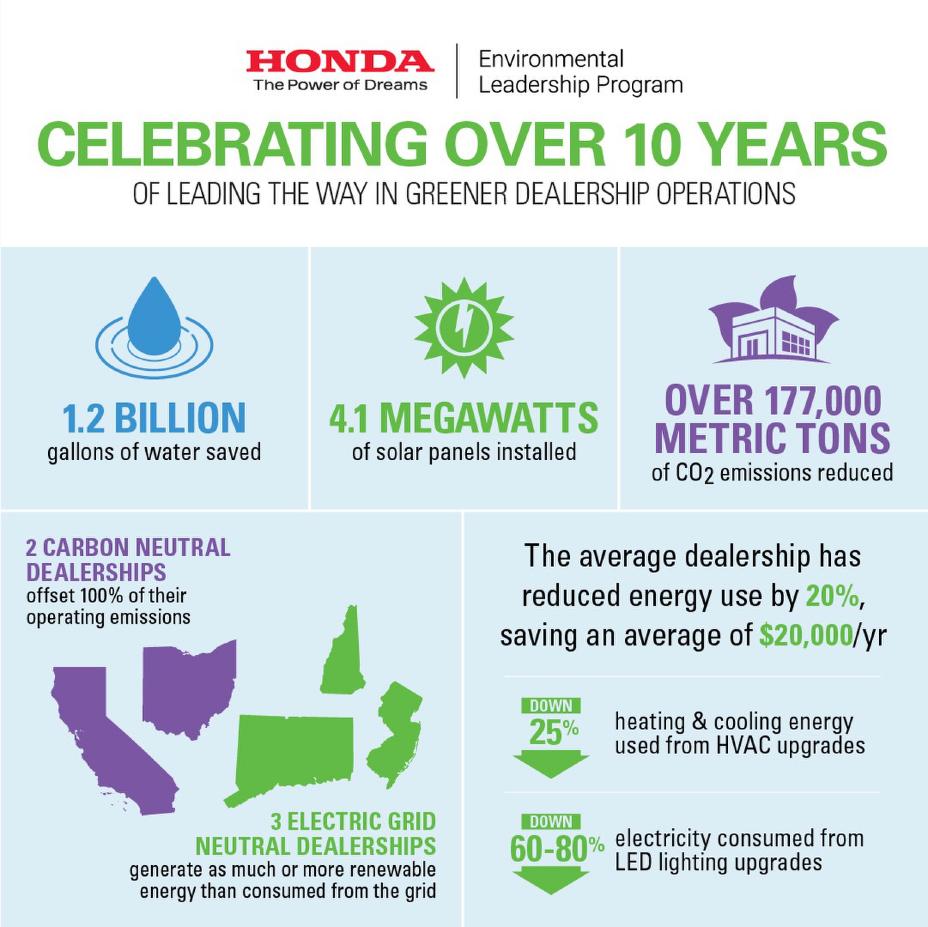 HONDA
The Power of Dreams
Environmental
Leadership Program
CELEBRATING OVER 10 YEARS
OF LEADING THE WAY IN GREENER DEALERSHIP OPERATIONS
1.2 BILLION
gallons of water saved
4.1 MEGAWATTS
of solar panels installed
OVER 177,000
METRIC TONS
of CO2 emissions reduced
2 CARBON NEUTRAL
DEALERSHIPS
offset 100% of their
operating emissions
3 ELECTRIC GRID
NEUTRAL DEALERSHIPS
generate as much or more renewable
energy than consumed from the grid
The average dealership has
reduced energy use by 20%,
saving an average of $20,000/yr
DOWN
25%
heating & cooling energy
used from HVAC upgrades
DOWN
60-80%
electricity consumed from
LED lighting upgrades